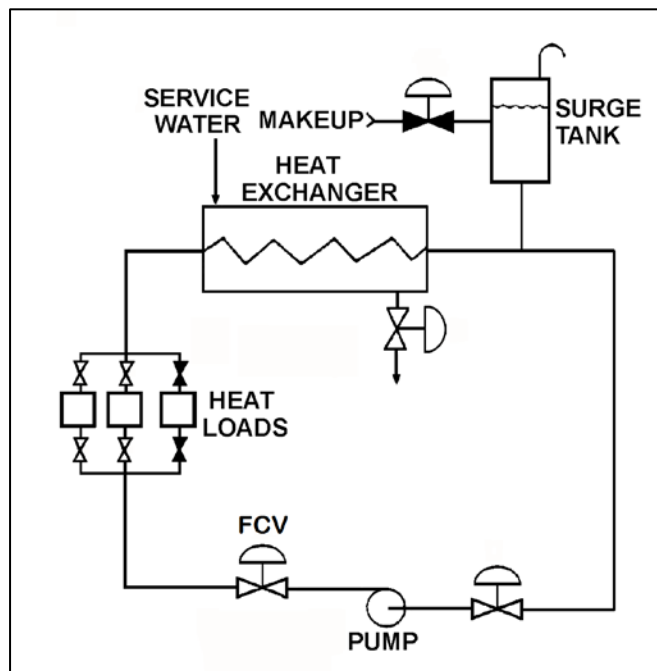 SERVICE
WATER
MAKEUP
SURGE
TANK
HEAT
EXCHANGER
HEAT
LOADS
FCV
PUMP